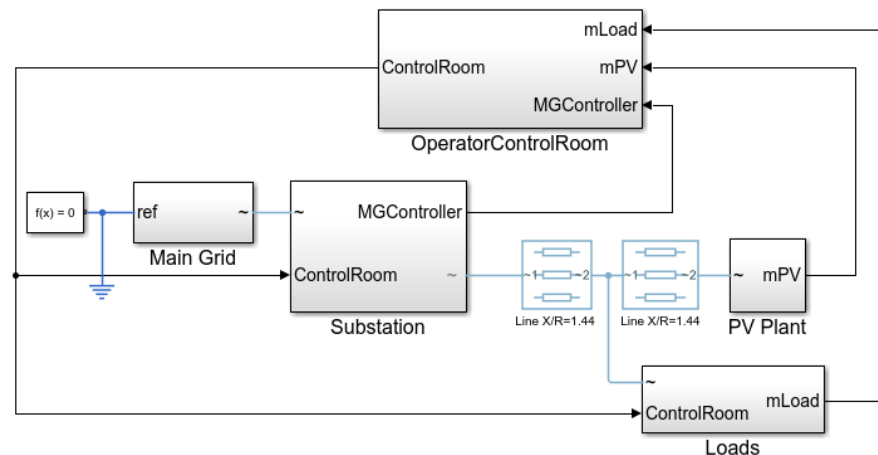 mLoad
ControlRoom
mPV
MGController
OperatorControlRoom
f(x) = 0
ref
~
~
MGController
Main Grid
ControlRoom
~
~1
~2
~1
~2
~
mPV
Substation
Line X/R=1.44
Line X/R=1.44
PV Plant
~
mLoad
ControlRoom
Loads